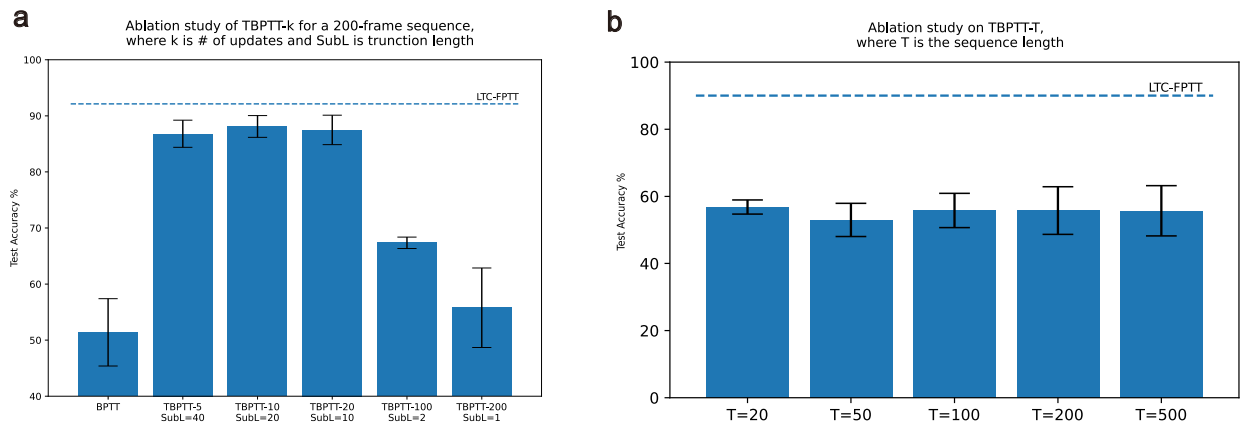 a
Ablation study of TBPTT-k for a 200-frame sequence,
where k is # of updates and SubL is trunction length
100
90
80
70
60
50
40
Test Accuracy %
LTC-FPTT
BPTT
TBPTT-5
SubL=40
TBPTT-10
SubL=20
TBPTT-20
SubL=10
TBPTT-100
SubL=2
TBPTT-200
SubL=1
b
Ablation study on TBPTT-T,
where T is the sequence length
100
80
60
40
20
0
Test Accuracy %
LTC-FPTT
T=20
T=50
T=100
T=200
T=500